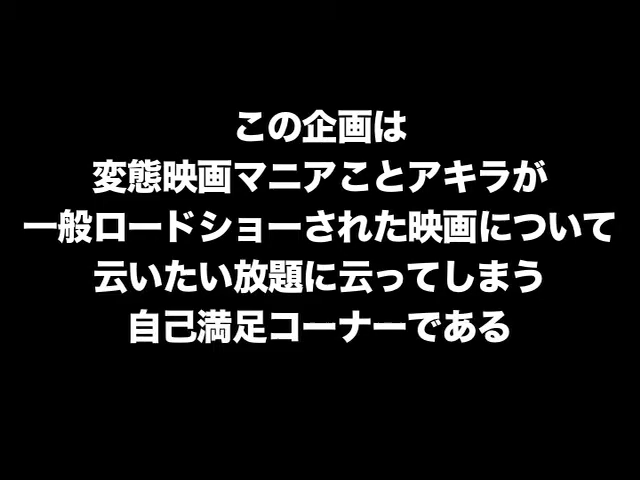 この企画は
変態映画マニアことアキラが
一般ロードショーされた映画について
云いたい放題に云ってしまう
自己満足コーナーである